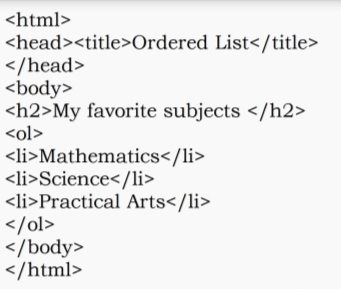 <html>
<head><title>Ordered List</title>
</head>
<body>
<h2>My favorite subjects </h2>
<ol>
<li>Mathematics</li>
<li>Science</li>
<li>Practical Arts</li>
</ol>
</body>
</html>